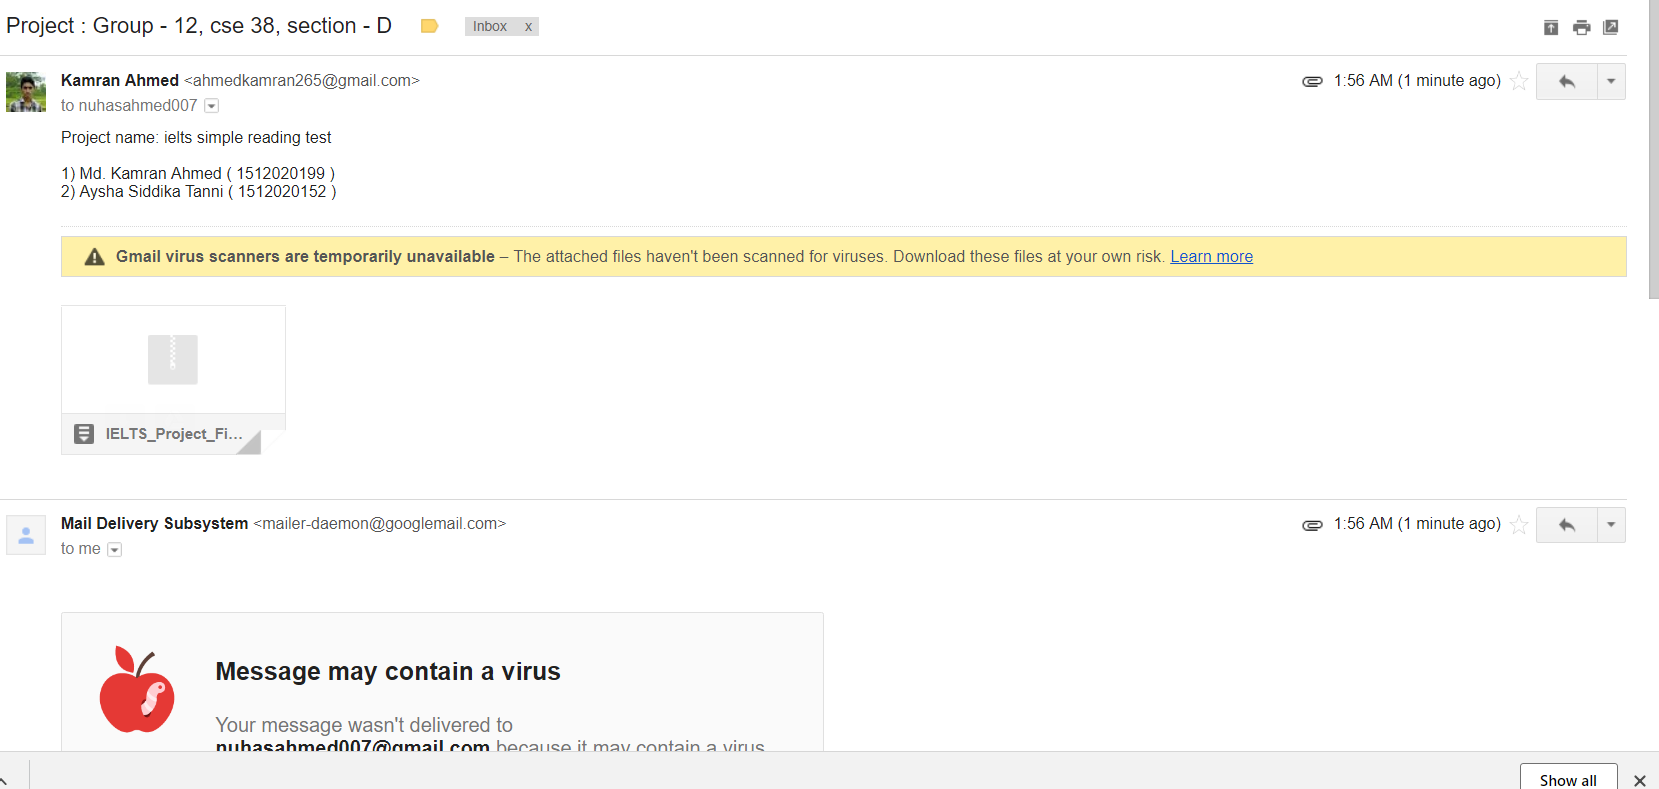 Project : Group - 12, cse 38, section - D Inbox x
Kamran Ahmed <ahmedkamran265@gmail.com> 1:56 AM (1 minute ago)
to nuhasahmed007
Project name: ielts simple reading test
1) Md. Kamran Ahmed ( 1512020199 )
2) Aysha Siddika Tanni ( 1512020152 )
Gmail virus scanners are temporarily unavailable – The attached files haven't been scanned for viruses. Download these files at your own risk. Learn more
IELTS_Project_Fi...
Mail Delivery Subsystem <mailer-daemon@googlemail.com> 1:56 AM (1 minute ago)
to me
Message may contain a virus
Your message wasn't delivered to
nuhasahmed007@gmail.com because it may contain a virus
Show all